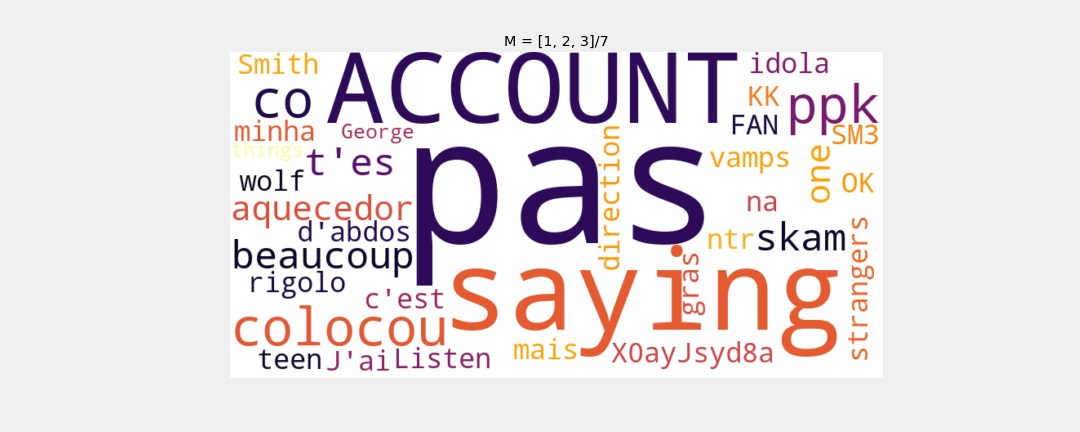 M = [1, 2, 3]/7
Smith
ACCOUNT
idola
co
KK
ppk
FAN
SM3
minha
George
things
t'es
pas
direction
vamps
one
OK
wolf
aquecedor
na
d'abdos
ntr
skam
strangers
beaucoup
saying
gras
rigolo
c'est
colocou
mais
X0ayJsyd8a
teen
J'ai
Listen